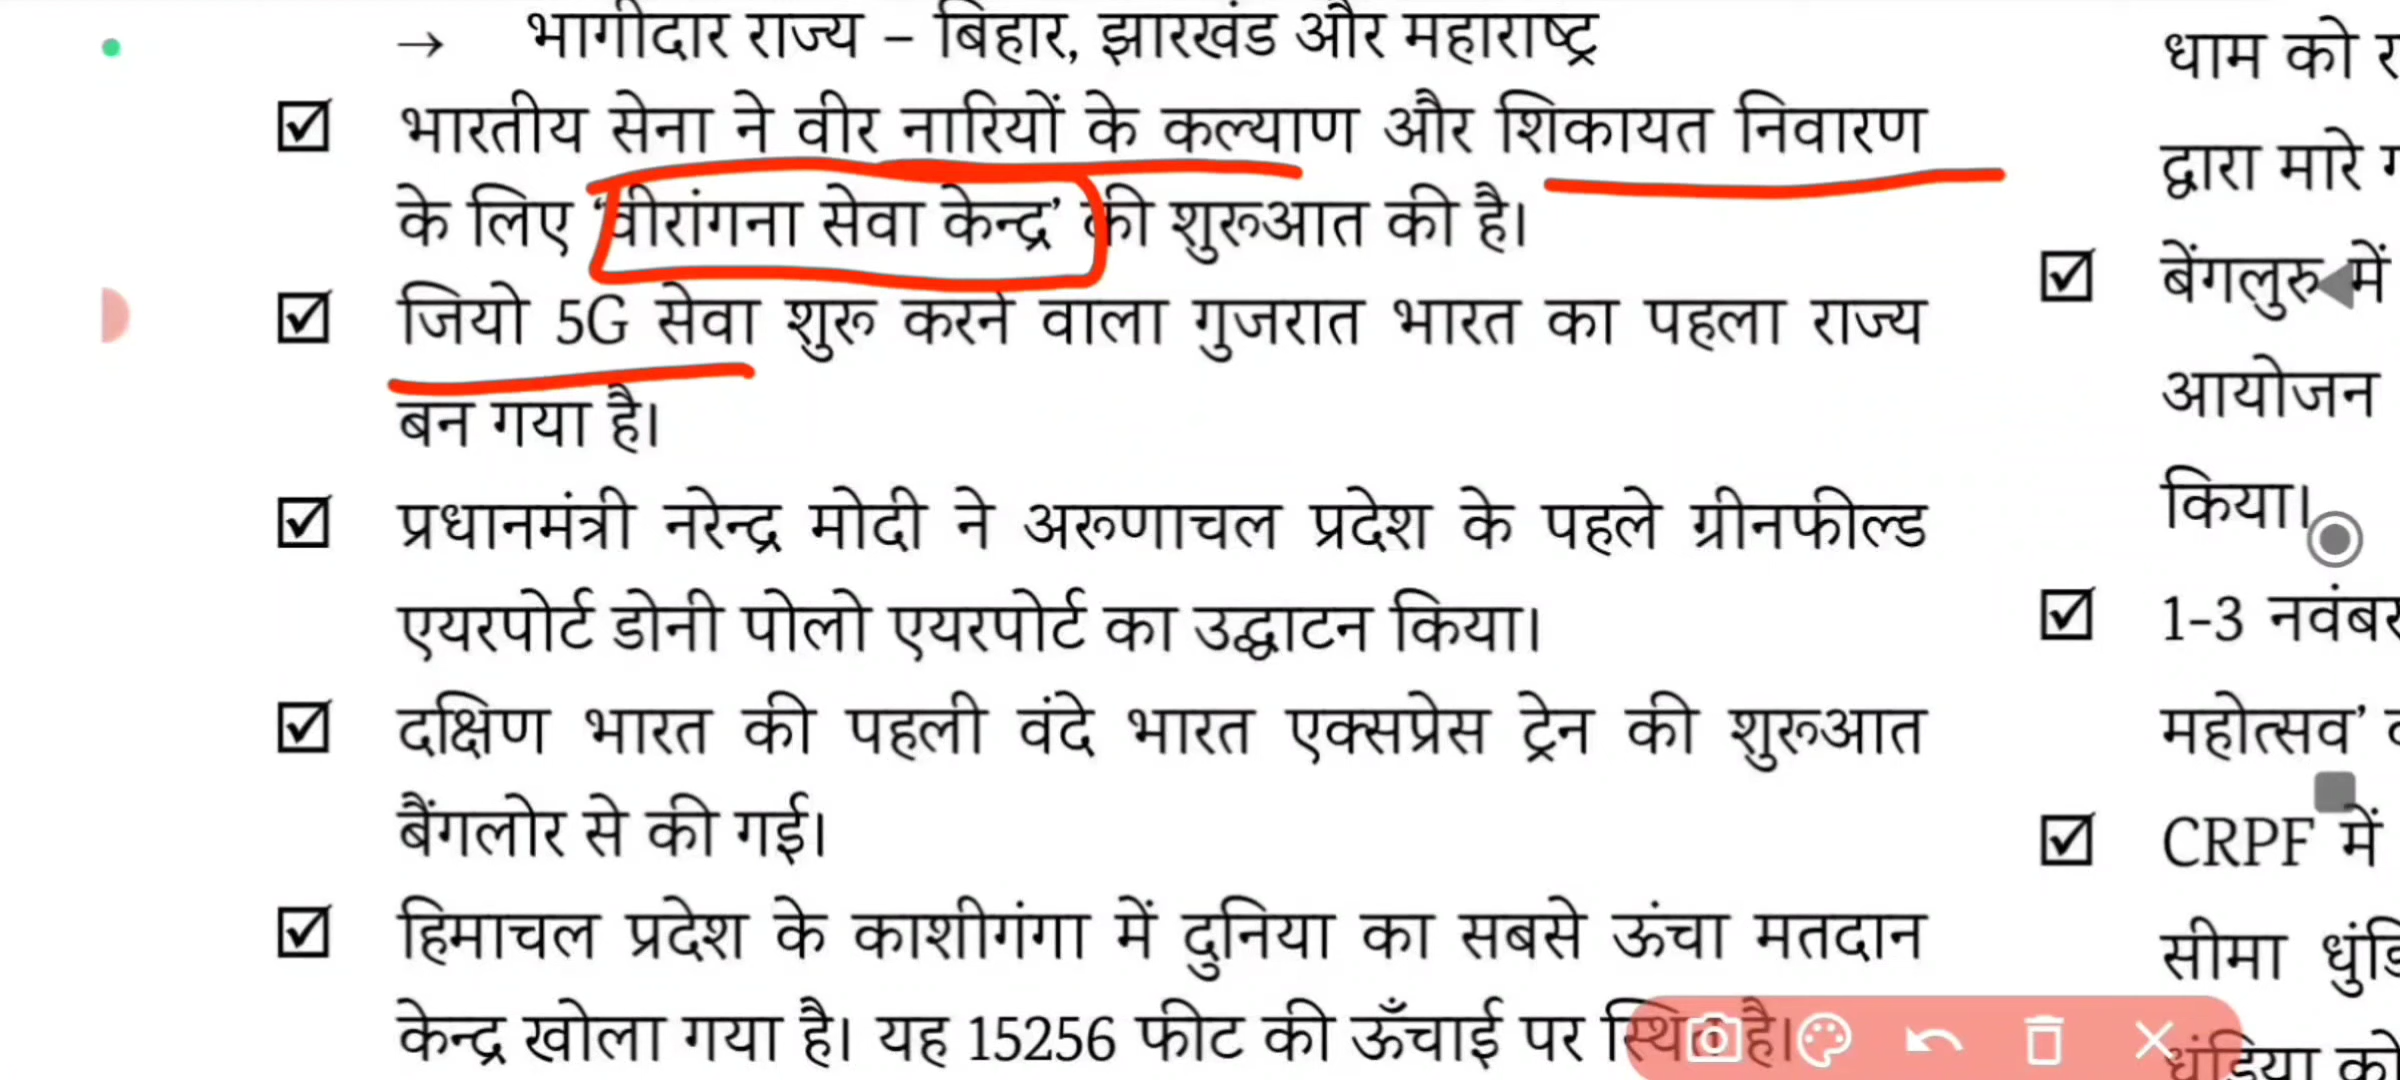 → भागीदार राज्य – बिहार, झारखंड और महाराष्ट्र
☑ भारतीय सेना ने वीर नारियों के कल्याण और शिकायत निवारण
के लिए ‘वीरांगना सेवा केन्द्र’ की शुरुआत की है।
☑ जियो 5G सेवा शुरू करने वाला गुजरात भारत का पहला राज्य
बन गया है।
☑ प्रधानमंत्री नरेन्द्र मोदी ने अरूणाचल प्रदेश के पहले ग्रीनफील्ड
एयरपोर्ट डोनी पोलो एयरपोर्ट का उद्घाटन किया।
☑ दक्षिण भारत की पहली वंदे भारत एक्सप्रेस ट्रेन की शुरूआत
बैंगलोर से की गई।
☑ हिमाचल प्रदेश के काशीगंगा में दुनिया का सबसे ऊंचा मतदान
केन्द्र खोला गया है। यह 15256 फीट की ऊँचाई पर स्थित है।
धाम को
द्वारा मारे
☑ बेंगलुरु में
आयोजन
किया।
☑ 1-3 नवंबर
महोत्सव’
☑ CRPF में
सीमा
को